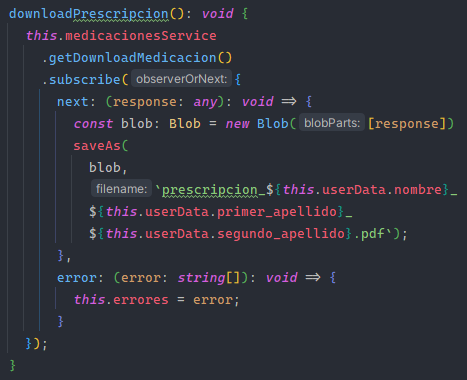 downloadPrescripcion(): void {
this.medicacionesService
.getDownloadMedicacion()
.subscribe( observerOrNext: {
next: (response: any): void ⇒ {
const blob: Blob = new Blob( blobParts: [response])
saveAs(
blob,
filename: `prescripcion_${this.userData.nombre}_
${this.userData.primer_apellido}_
${this.userData.segundo_apellido}.pdf`);
},
error: (error: string[]): void ⇒ {
this.errores = error;
}
});
}